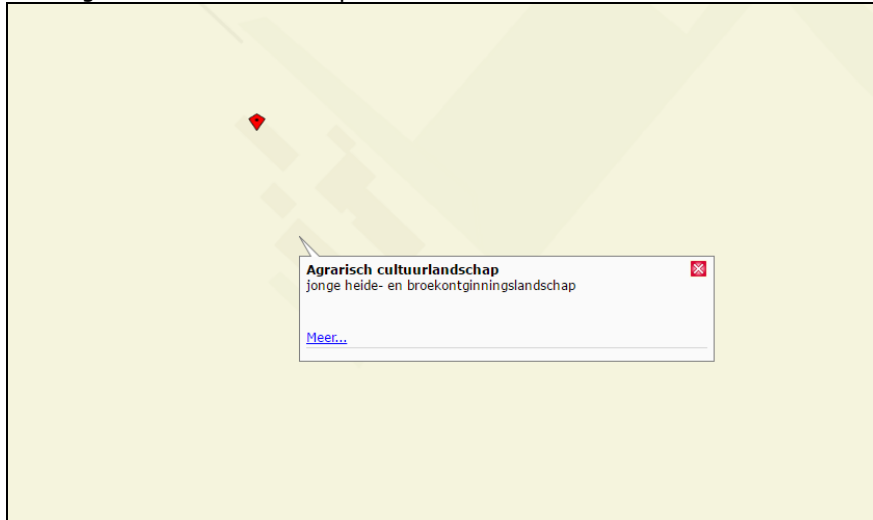 Agrarisch cultuurlandschap
jonge heide- en broekontginningslandschap
Meer...